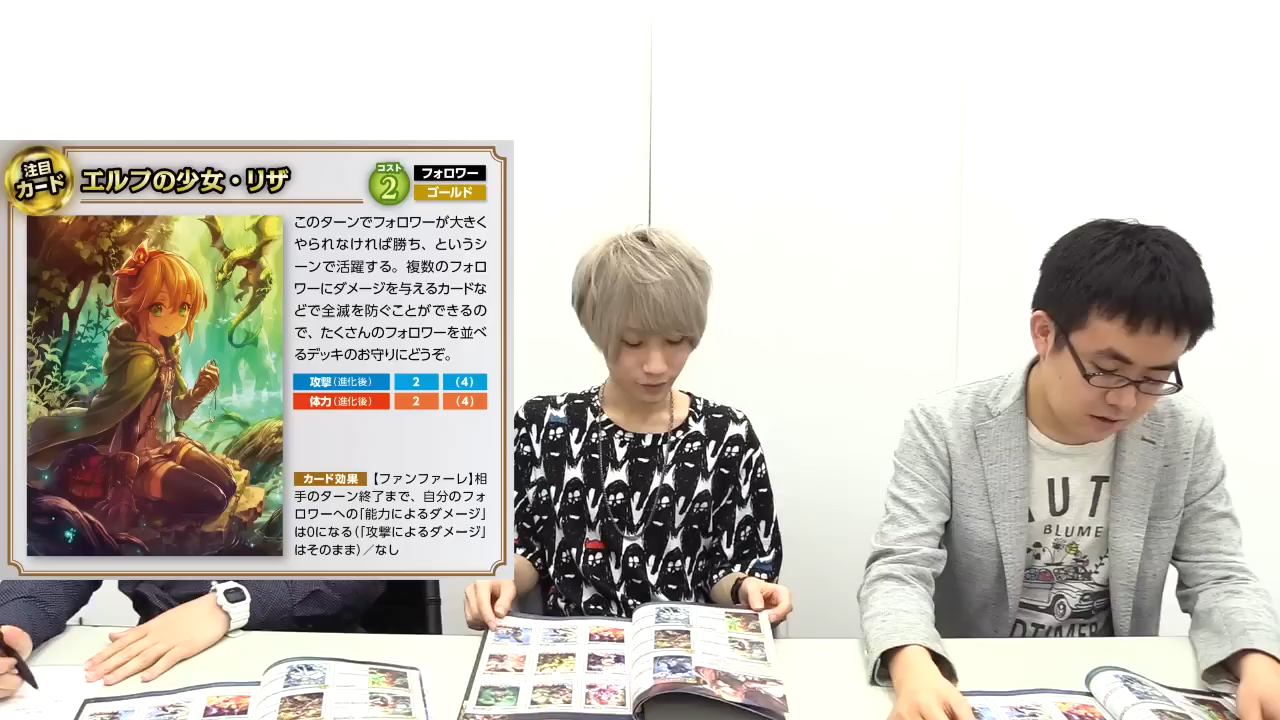 注目
カード
エルフの少女・リザ
コスト
2
フォロワー
ゴールド
このターンでフォロワーが大きく
やられなければ勝ち、というシ
ーンで活躍する。複数のフォロ
ワーにダメージを与えるカードな
どで全滅を防ぐことができるの
で、たくさんのフォロワーを並べ
るデッキのお守りにどうぞ。
攻撃(進化後) 2 (4)
体力(進化後) 2 (4)
カード効果 【ファンファーレ】相
手のターン終了まで、自分のフォ
ロワーへの「能力によるダメージ」
は0になる(「攻撃によるダメージ」
はそのまま)／なし
AUT
BLUME